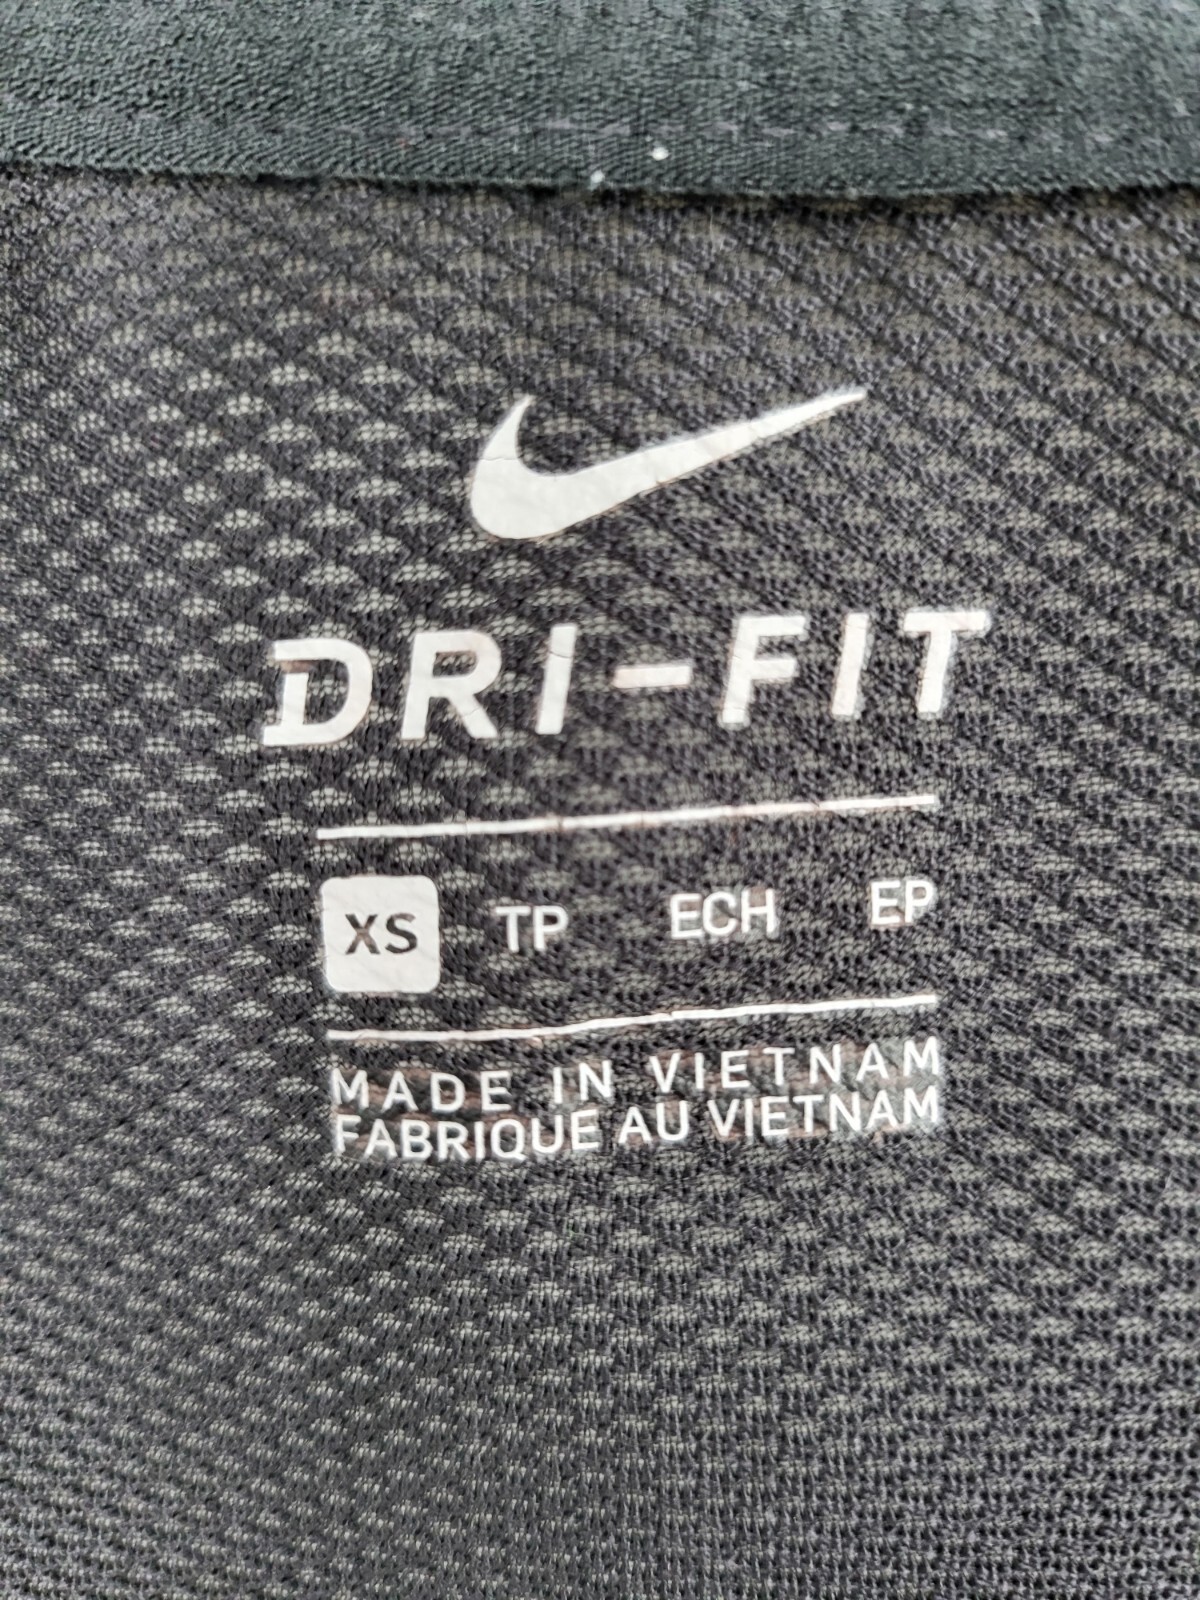 DRI-FIT
XS TP ECH EP
MADE IN VIETNAM
FABRIQUE AU VIETNAM